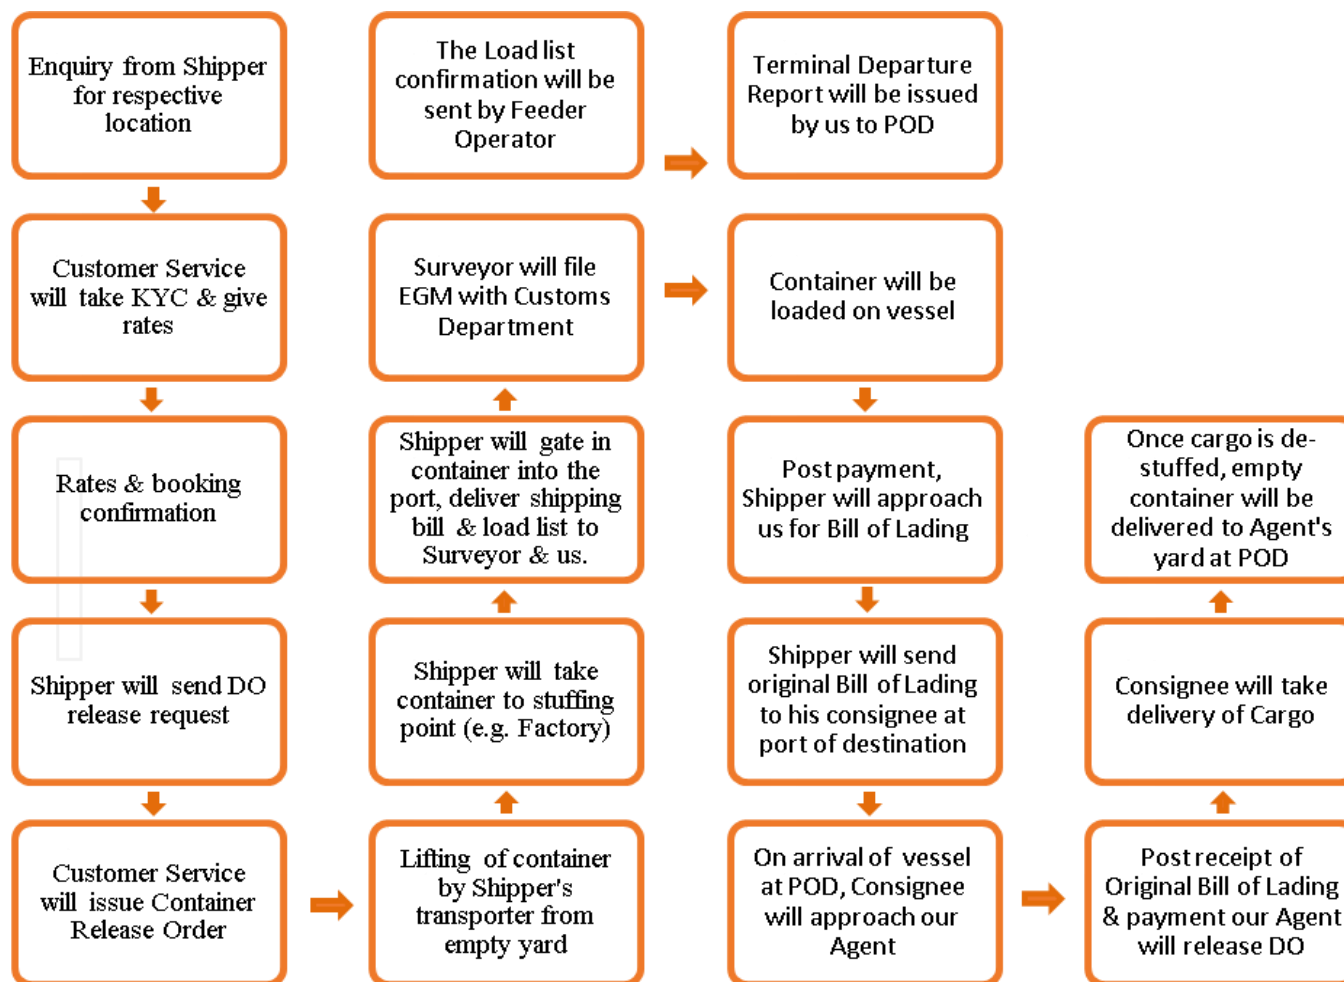 Enquiry from Shipper
for respective
location
Customer Service
will take KYC & give
rates
Rates & booking
confirmation
Shipper will send DO
release request
Customer Service
will issue Container
Release Order
Lifting of container
by Shipper's
transporter from
empty yard
Shipper will take
container to stuffing
point (e.g. Factory)
Shipper will gate in
container into the
port, deliver shipping
bill & load list to
Surveyor & us.
Surveyor will file
EGM with Customs
Department
The Load list
confirmation will be
sent by Feeder
Operator
Terminal Departure
Report will be issued
by us to POD
Container will be
loaded on vessel
Post payment,
Shipper will approach
us for Bill of Lading
Shipper will send
original Bill of Lading
to his consignee at
port of destination
On arrival of vessel
at POD, Consignee
will approach our
Agent
Post receipt of
Original Bill of Lading
& payment our Agent
will release DO
Consignee will take
delivery of Cargo
Once cargo is de-
stuffed, empty
container will be
delivered to Agent's
yard at POD